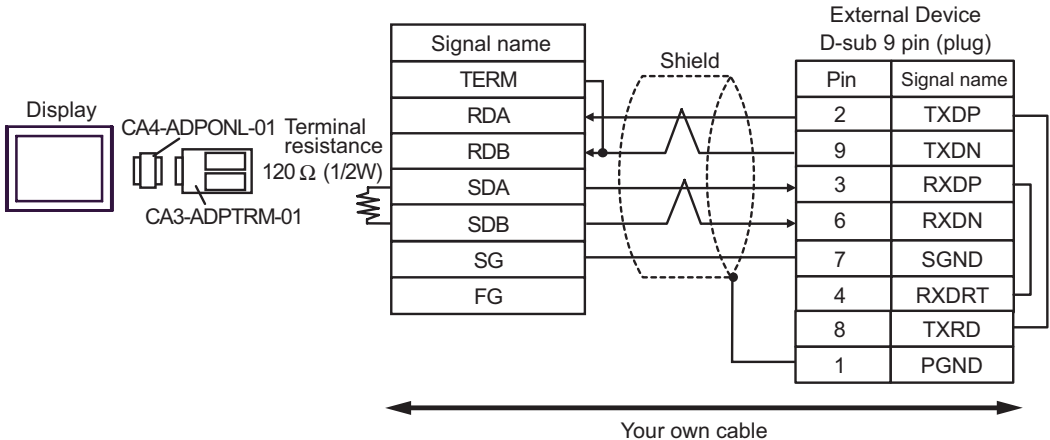 External Device
D-sub 9 pin (plug)
Signal name
Shield
Pin Signal name
TERM
Display
CA4-ADPONL-01
Terminal
resistance
120 Ω (1/2W)
CA3-ADPTRM-01
RDA
2 TXDP
RDB
9 TXDN
SDA
3 RXDP
SDB
6 RXDN
SG
7 SGND
FG
4 RXDRT
8 TXRD
1 PGND
Your own cable